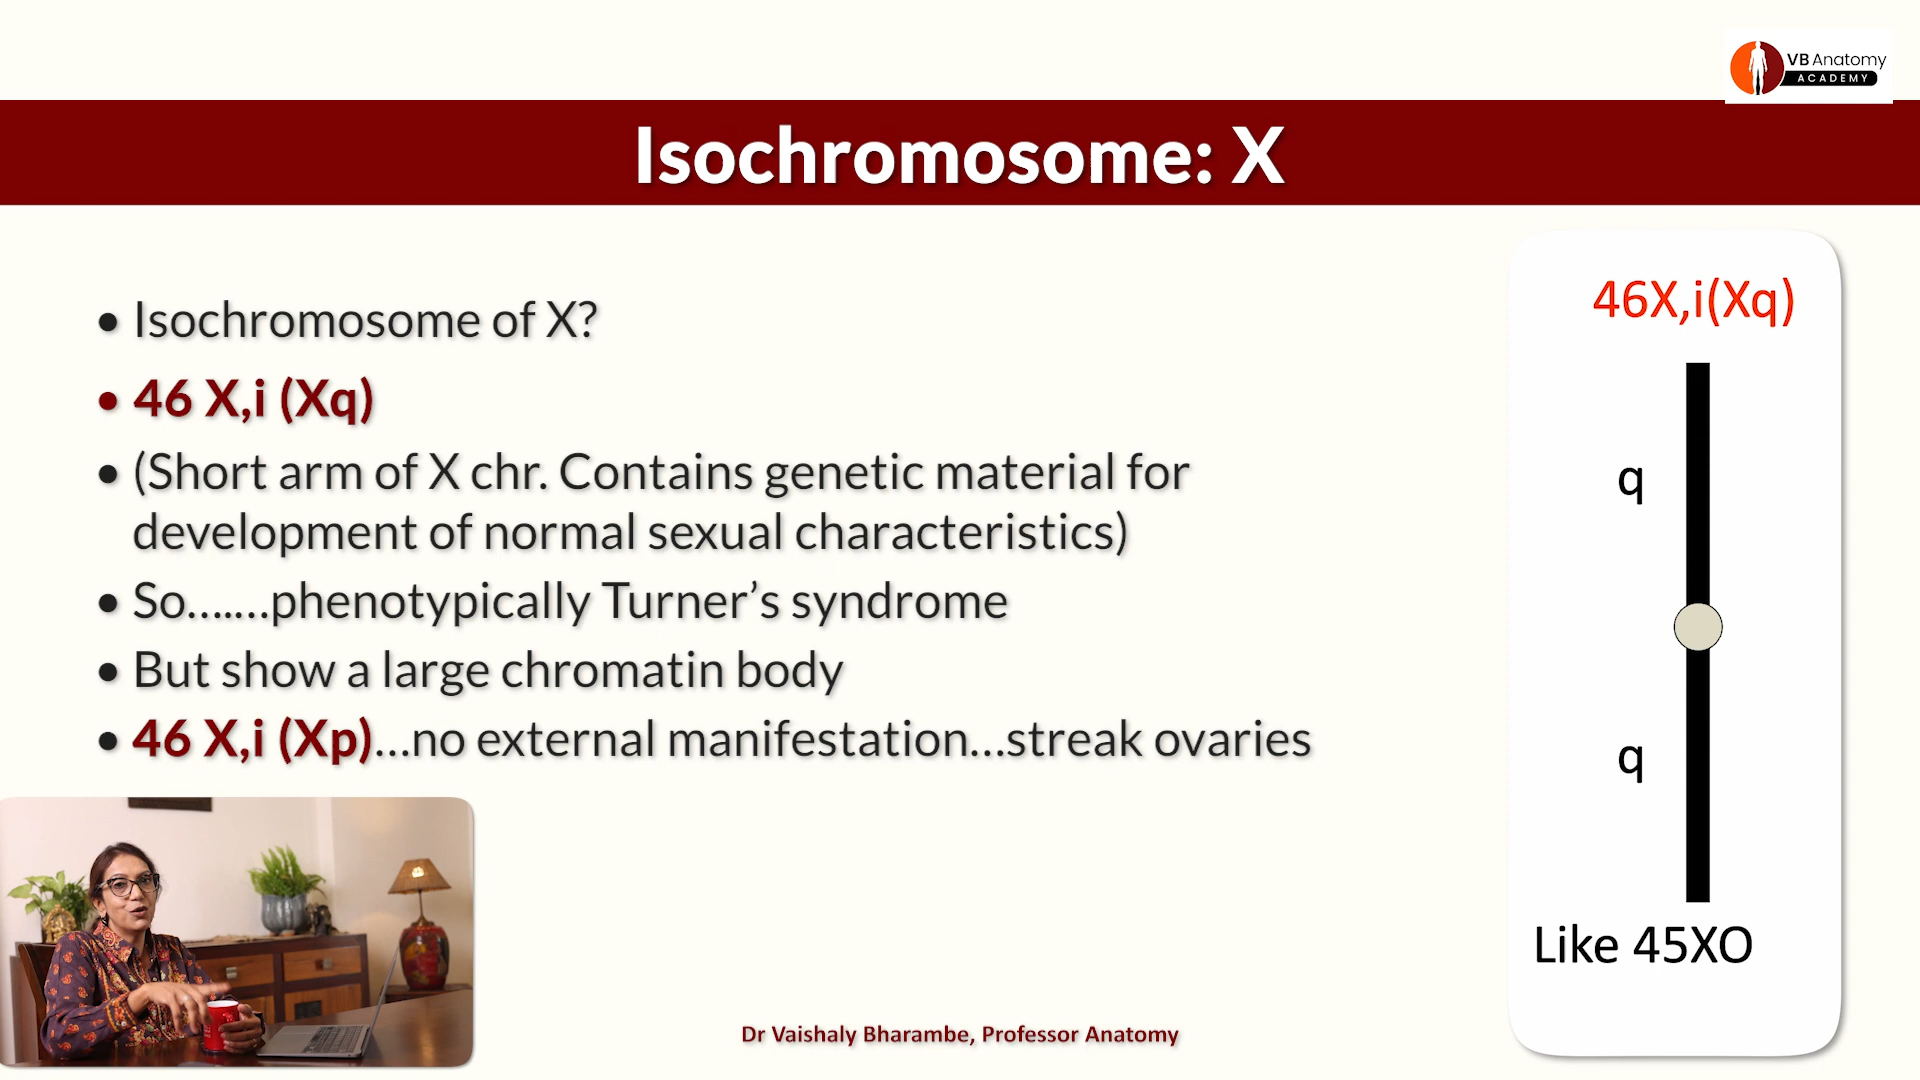 VB Anatomy
ACADEMY
Isochromosome: X
• Isochromosome of X?
• 46 X,i (Xq)
• (Short arm of X chr. Contains genetic material for
development of normal sexual characteristics)
• So.......phenotypically Turner’s syndrome
• But show a large chromatin body
• 46 X,i (Xp)...no external manifestation...streak ovaries
46X,i(Xq)
q
q
Like 45XO
Dr Vaishaly Bharambe, Professor Anatomy